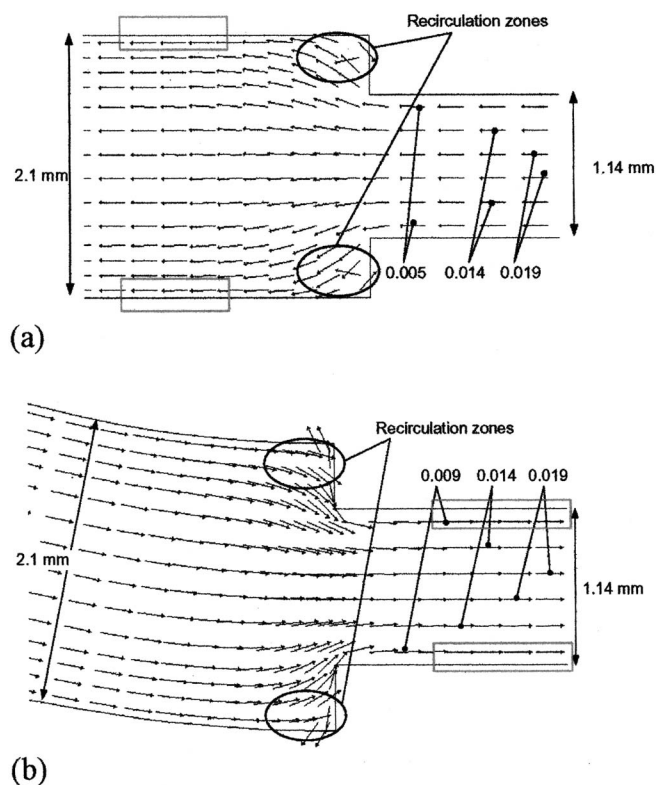 Recirculation zones
2.1 mm
1.14 mm
0.005
0.014
0.019
(a)
Recirculation zones
0.009
0.014
0.019
2.1 mm
1.14 mm
(b)